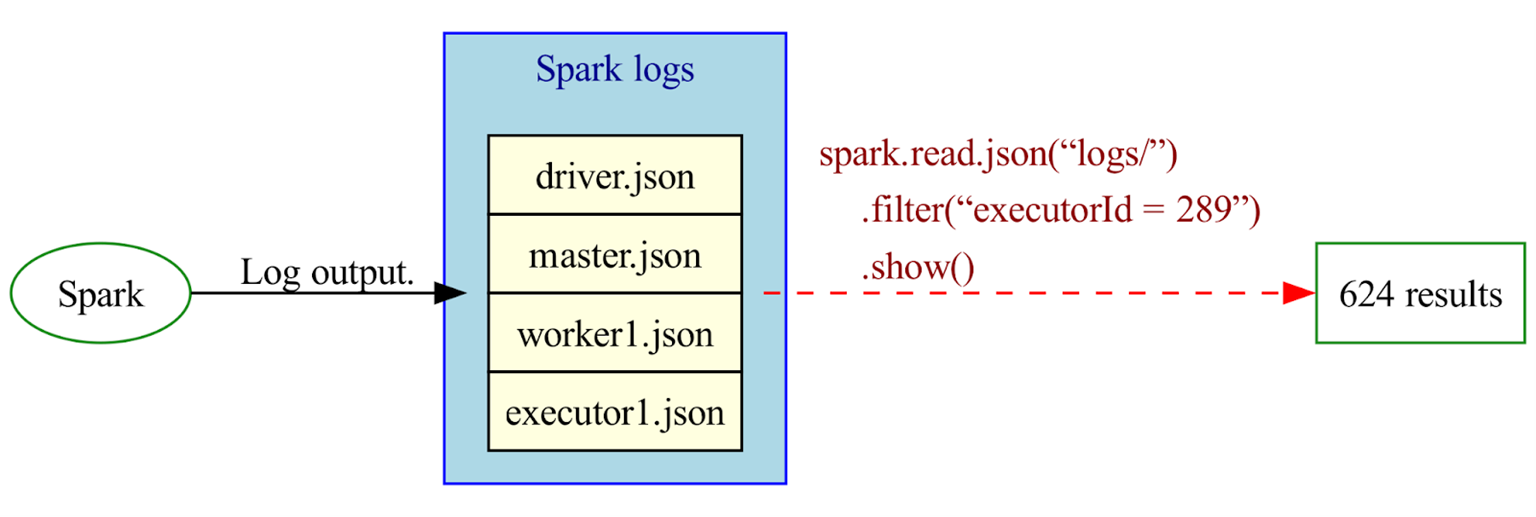 Spark
Log output.
Spark logs
driver.json
master.json
worker1.json
executor1.json
spark.read.json(“logs/”)
.filter(“executorId = 289”)
.show()
624 results